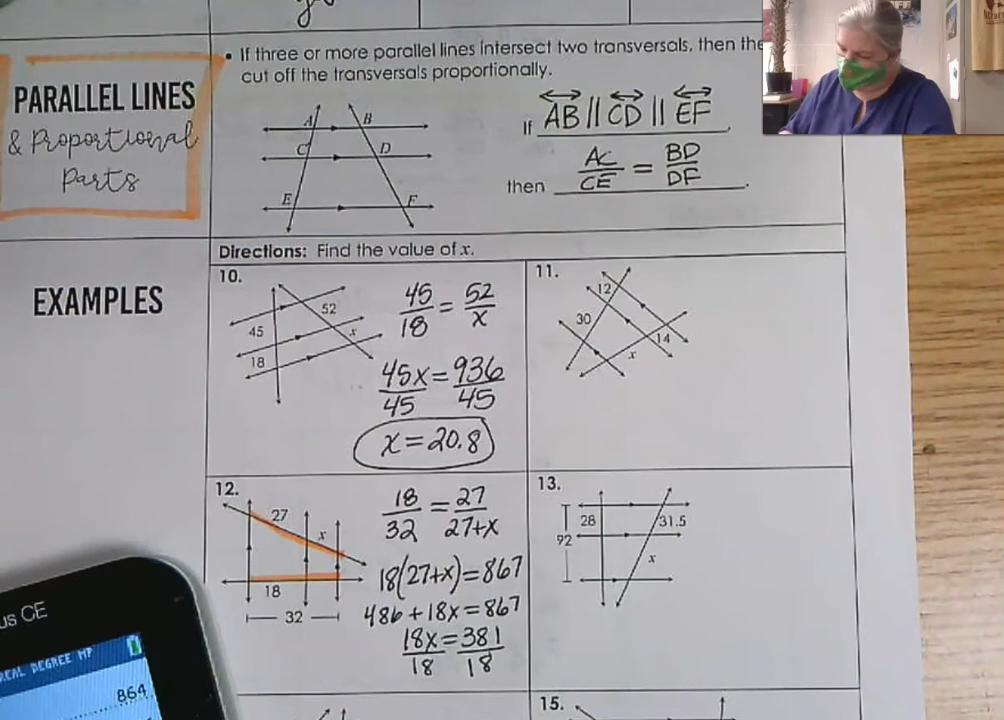 • If three or more parallel lines intersect two transversals, then the
cut off the transversals proportionally.
PARALLEL LINES
& Proportional
Parts
A B
C D
E F
If AB || CD || EF,
then AC/CE = BD/DF.
Directions: Find the value of x.
EXAMPLES
10.
52
45
x
18
45/18 = 52/x
45x/45 = 936/45
x = 20.8
11.
12
30
14
x
12.
27
x
18
32
18/32 = 27/27+x
18(27+x) = 867
486 + 18x = 867
18x/18 = 381/18
13.
28
31.5
92
x
us CE
REAL DEGREE MP
864
15.